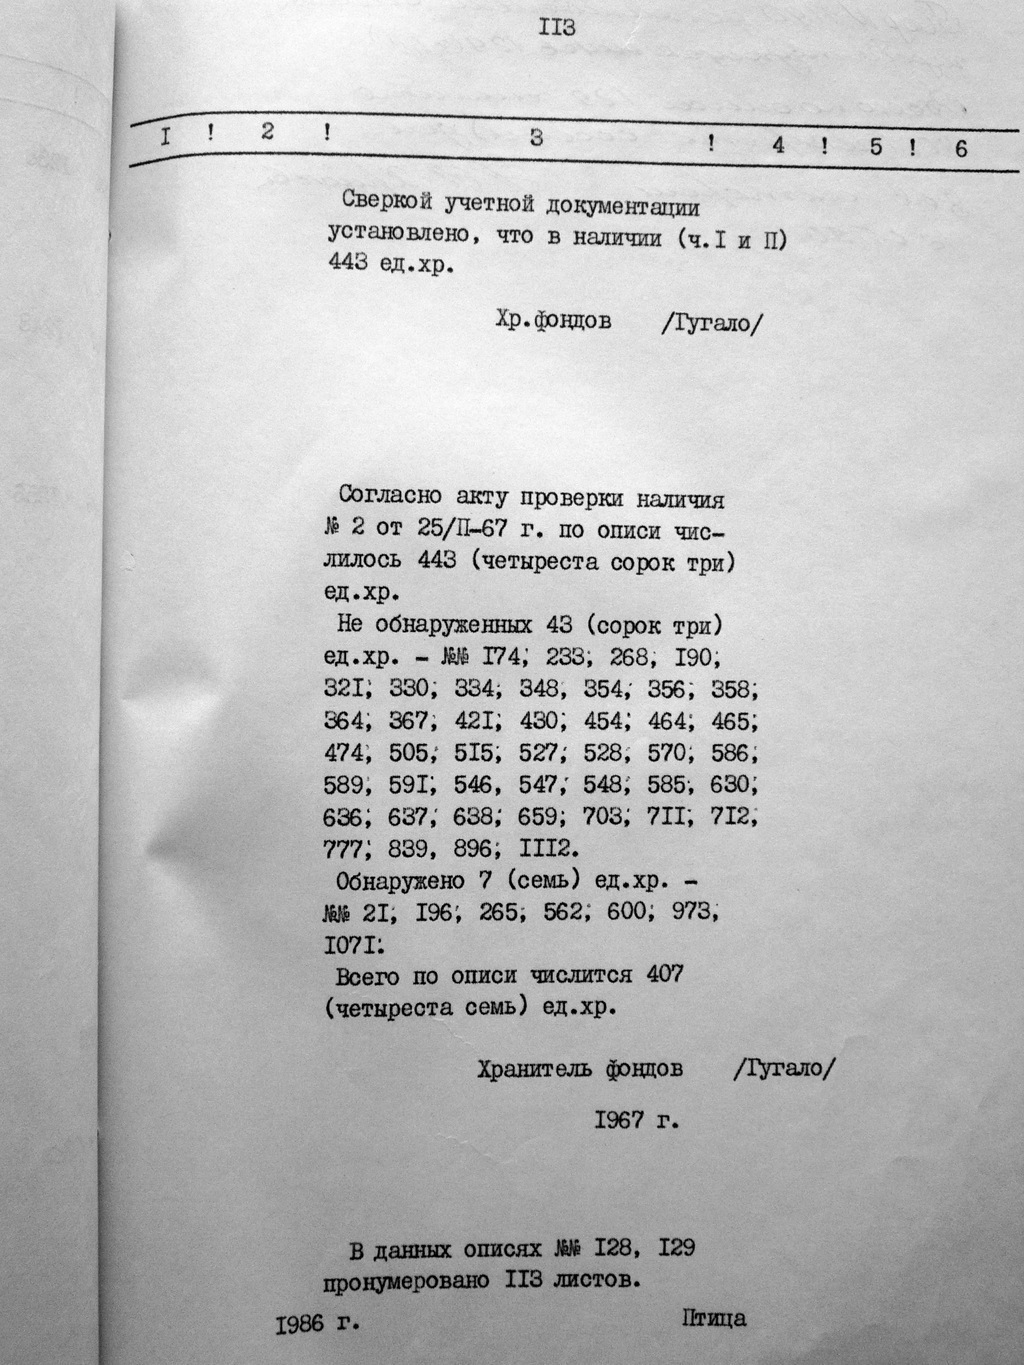 II3
I ! 2 ! 3 ! 4 ! 5 ! 6
Сверкой учетной документации
установлено, что в наличии (ч.I и П)
443 ед.хр.
Хр.фондов /Гугало/
Согласно акту проверки наличия
№ 2 от 25/П-67 г. по описи чис-
лилось 443 (четыреста сорок три)
ед.хр.
Не обнаруженных 43 (сорок три)
ед.хр. - №№ I74; 233; 268, I90;
32I; 330; 334; 348, 354; 356; 358;
364; 367; 42I; 430; 454; 464; 465;
474; 505; 5I5; 527; 528; 570; 586;
589; 59I; 546, 547; 548; 585; 630;
636; 637; 638; 659; 703; 7II; 7I2;
777; 839, 896; III2.
Обнаружено 7 (семь) ед.хр. -
№№ 2I; I96; 265; 562; 600; 973;
I07I.
Всего по описи числится 407
(четыреста семь) ед.хр.
Хранитель фондов /Гугало/
I967 г.
В данных описях №№ I28, I29
пронумеровано II3 листов.
I986 г. Птица